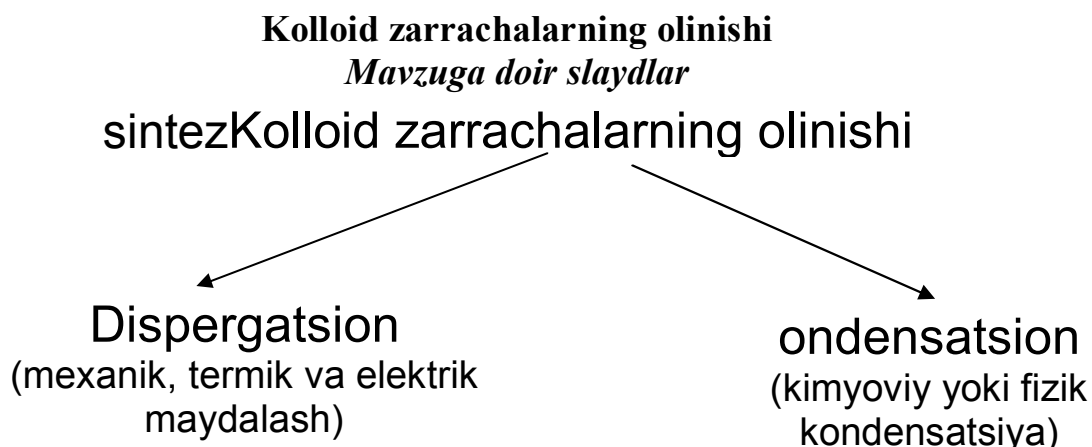 Kolloid zarrachalarning olinishi
Mavzuga doir slaydlar
sintezKolloid zarrachalarning olinishi
Dispergatsion
(mexanik, termik va elektrik
maydalash)
ondensatsion
(kimyoviy yoki fizik
kondensatsiya)